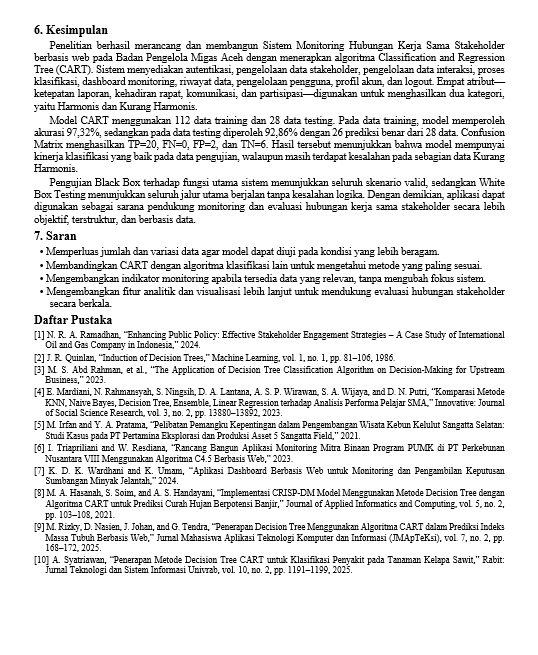 6. Kesimpulan
Penelitian berhasil merancang dan membangun Sistem Monitoring Hubungan Kerja Sama Stakeholder
berbasis web pada Badan Pengelola Migas Aceh dengan menerapkan algoritma Classification and Regression
Tree (CART). Sistem menyediakan autentikasi, pengelolaan data stakeholder, pengelolaan data interaksi, proses
klasifikasi, dashboard monitoring, riwayat data, pengelolaan pengguna, profil akun, dan logout. Empat atribut—
ketepatan laporan, kehadiran rapat, komunikasi, dan partisipasi—digunakan untuk menghasilkan dua kategori,
yaitu Harmonis dan Kurang Harmonis.
Model CART menggunakan 112 data training dan 28 data testing. Pada data training, model memperoleh
akurasi 97,32%, sedangkan pada data testing diperoleh 92,86% dengan 26 prediksi benar dari 28 data. Confusion
Matrix menghasilkan TP=20, FN=0, FP=2, dan TN=6. Hasil tersebut menunjukkan bahwa model mempunyai
kinerja klasifikasi yang baik pada data pengujian, walaupun masih terdapat kesalahan pada sebagian data Kurang
Harmonis.
Pengujian Black Box terhadap fungsi utama sistem menunjukkan seluruh skenario valid, sedangkan White
Box Testing menunjukkan seluruh jalur utama berjalan tanpa kesalahan logika. Dengan demikian, aplikasi dapat
digunakan sebagai sarana pendukung monitoring dan evaluasi hubungan kerja sama stakeholder secara lebih
objektif, terstruktur, dan berbasis data.
7. Saran
• Memperluas jumlah dan variasi data agar model dapat diuji pada kondisi yang lebih beragam.
• Membandingkan CART dengan algoritma klasifikasi lain untuk mengetahui metode yang paling sesuai.
• Mengembangkan indikator monitoring apabila tersedia data yang relevan, tanpa mengubah fokus sistem.
• Mengembangkan fitur analitik dan visualisasi lebih lanjut untuk mendukung evaluasi hubungan stakeholder
secara berkala.
Daftar Pustaka
[1] N. R. A. Ramadhan, “Enhancing Public Policy: Effective Stakeholder Engagement Strategies – A Case Study of International
Oil and Gas Company in Indonesia,” 2024.
[2] J. R. Quinlan, “Induction of Decision Trees,” Machine Learning, vol. 1, no. 1, pp. 81–106, 1986.
[3] M. S. Abd Rahman, et al., “The Application of Decision Tree Classification Algorithm on Decision-Making for Upstream
Business,” 2023.
[4] E. Mardiani, N. Rahmansyah, S. Ningsih, D. A. Lantana, A. S. P. Wirawan, S. A. Wijaya, and D. N. Putri, “Komparasi Metode
KNN, Naive Bayes, Decision Tree, Ensemble, Linear Regression terhadap Analisis Performa Pelajar SMA,” Innovative: Journal
of Social Science Research, vol. 3, no. 2, pp. 13880–13892, 2023.
[5] M. Irfan and Y. A. Pratama, “Pelibatan Pemangku Kepentingan dalam Pengembangan Wisata Kebun Kelulut Sangatta Selatan:
Studi Kasus pada PT Pertamina Eksplorasi dan Produksi Asset 5 Sangatta Field,” 2021.
[6] I. Triapriliani and W. Resdiana, “Rancang Bangun Aplikasi Monitoring Mitra Binaan Program PUMK di PT Perkebunan
Nusantara VIII Menggunakan Algoritma C4.5 Berbasis Web,” 2023.
[7] K. D. K. Wardhani and K. Umam, “Aplikasi Dashboard Berbasis Web untuk Monitoring dan Pengambilan Keputusan
Sumbangan Minyak Jelantah,” 2024.
[8] M. A. Hasanah, S. Soim, and A. S. Handayani, “Implementasi CRISP-DM Model Menggunakan Metode Decision Tree dengan
Algoritma CART untuk Prediksi Curah Hujan Berpotensi Banjir,” Journal of Applied Informatics and Computing, vol. 5, no. 2,
pp. 103–108, 2021.
[9] M. Rizky, D. Nasien, J. Johan, and G. Tendra, “Penerapan Decision Tree Menggunakan Algoritma CART dalam Prediksi Indeks
Massa Tubuh Berbasis Web,” Jurnal Mahasiswa Aplikasi Teknologi Komputer dan Informasi (JMApTeKsi), vol. 7, no. 2, pp.
168–172, 2025.
[10] A. Syatriawan, “Penerapan Metode Decision Tree CART untuk Klasifikasi Penyakit pada Tanaman Kelapa Sawit,” Rabit:
Jurnal Teknologi dan Sistem Informasi Univrab, vol. 10, no. 2, pp. 1191–1199, 2025.